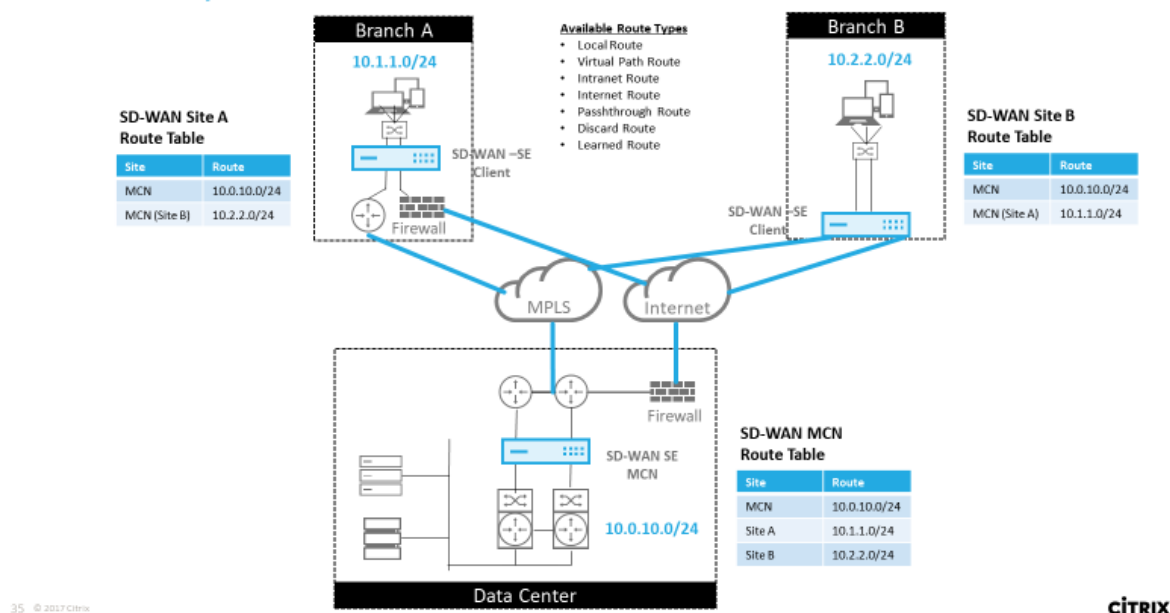 Branch A
10.1.1.0/24
SD-WAN –SE
Client
Firewall
Available Route Types
• Local Route
• Virtual Path Route
• Intranet Route
• Internet Route
• Passhthrough Route
• Discard Route
• Learned Route
Branch B
10.2.2.0/24
SD-WAN –SE
Client
SD-WAN Site A
Route Table
Site Route
MCN 10.0.10.0/24
MCN (Site B) 10.2.2.0/24
SD-WAN Site B
Route Table
Site Route
MCN 10.0.10.0/24
MCN (Site A) 10.1.1.0/24
MPLS
Internet
Firewall
SD-WAN SE
MCN
10.0.10.0/24
Data Center
SD-WAN MCN
Route Table
Site Route
MCN 10.0.10.0/24
Site A 10.1.1.0/24
Site B 10.2.2.0/24
35 © 2017 Citrix
CİTRIX